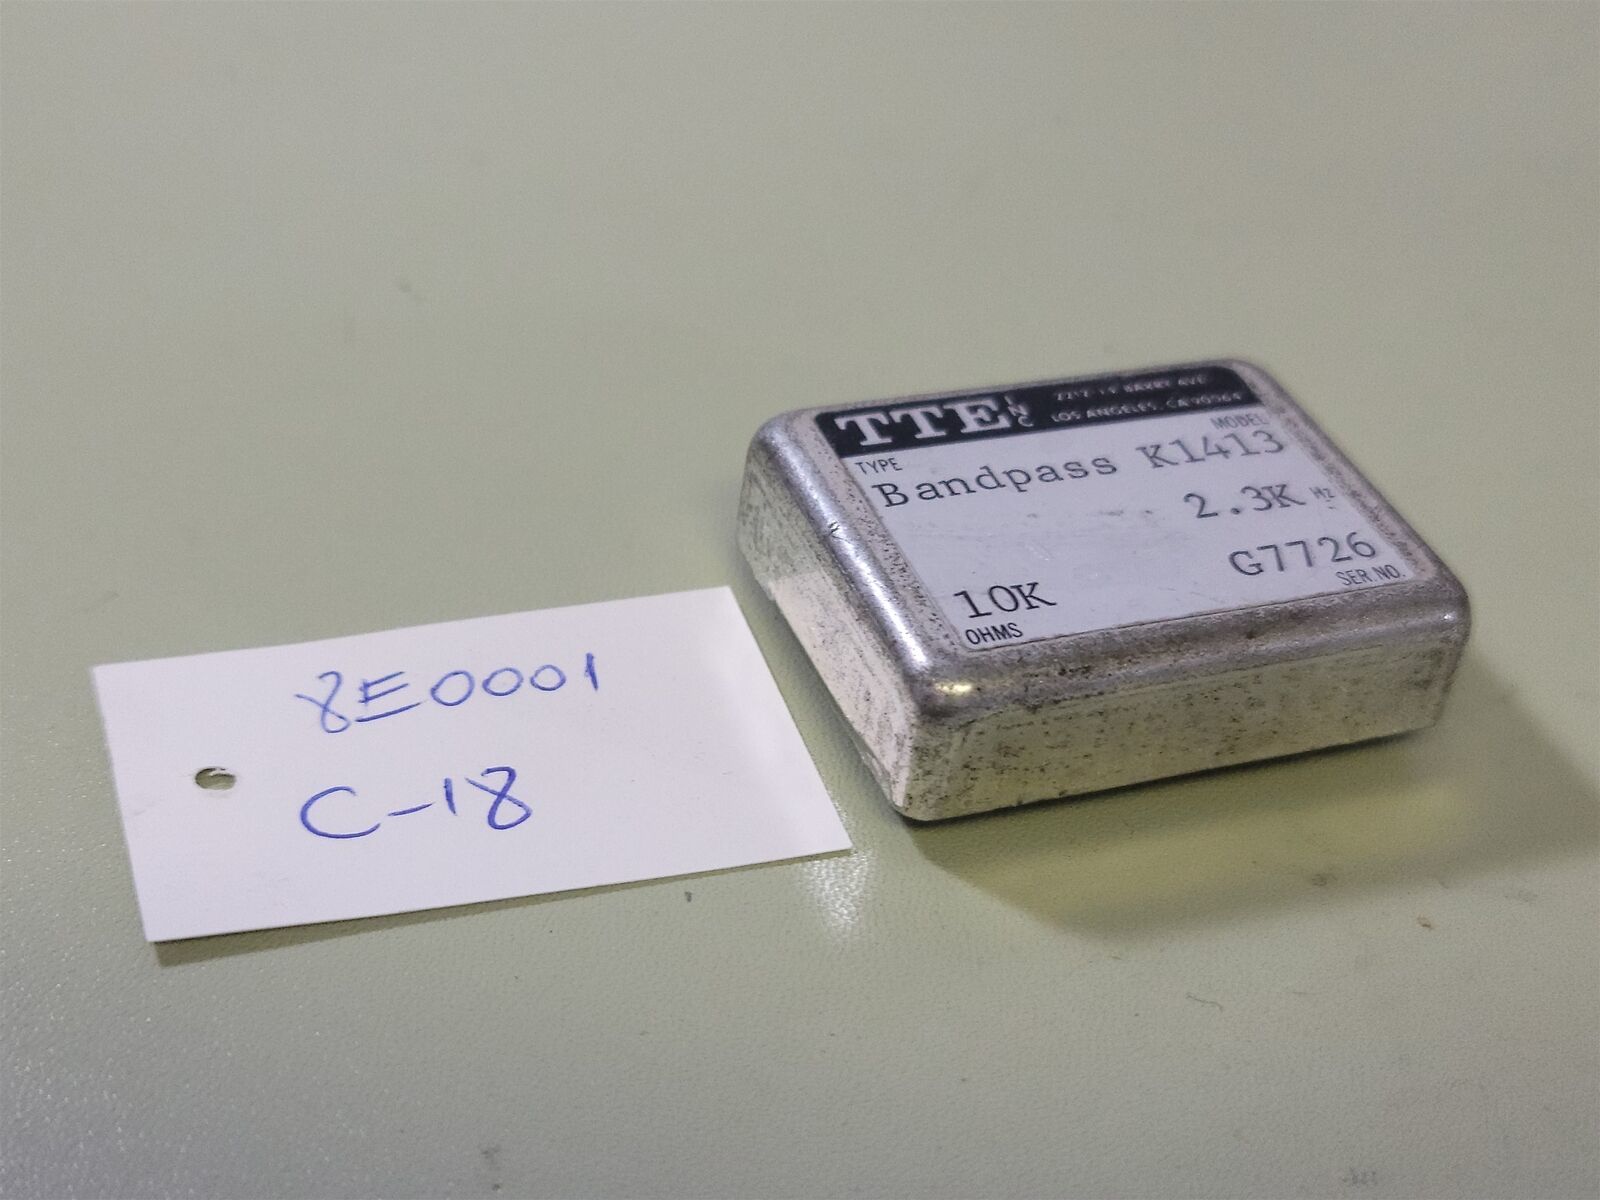 TTE INC
LOS ANGELES, CA 90064
TYPE MODEL
Bandpass K1413
2.3K Hz
G7726
SER.NO.
10K
OHMS
8E0001
C-18